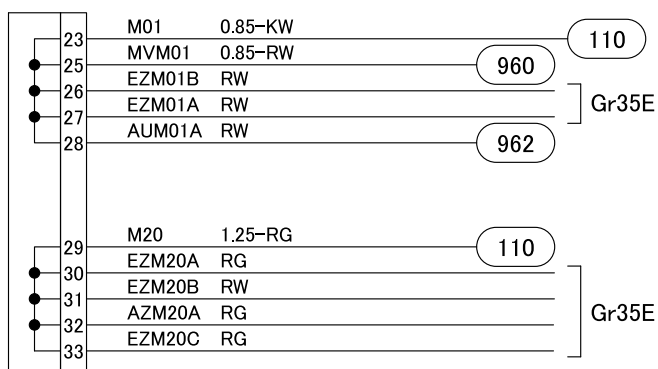 M01 0.85-KW
23
110
MVM01 0.85-RW
25
960
EZM01B RW
26
EZM01A RW
27
Gr35E
AUM01A RW
28
962
M20 1.25-RG
29
110
EZM20A RG
30
EZM20B RW
31
AZM20A RG
32
Gr35E
EZM20C RG
33